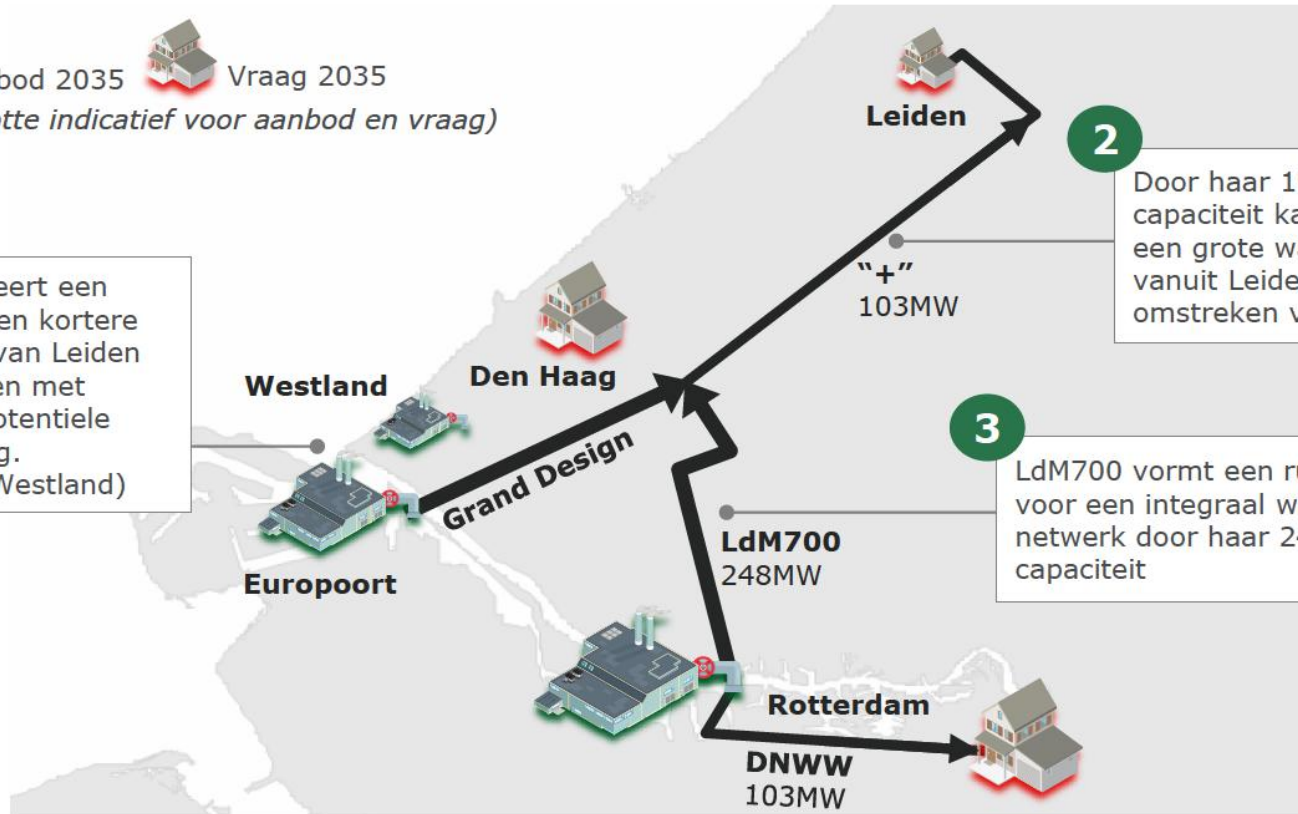 bod 2035
Vraag 2035
otte indicatief voor aanbod en vraag)
Leiden
2
Door haar 1
capaciteit ka
een grote wa
vanuit Leide
omstreken v
"+"
103MW
eert een
en kortere
van Leiden
en met
otentiele
g.
Westland)
Westland
Den Haag
Grand Design
Europoort
3
LdM700 vormt een ru
voor een integraal w
netwerk door haar 24
capaciteit
LdM700
248MW
Rotterdam
DNWW
103MW